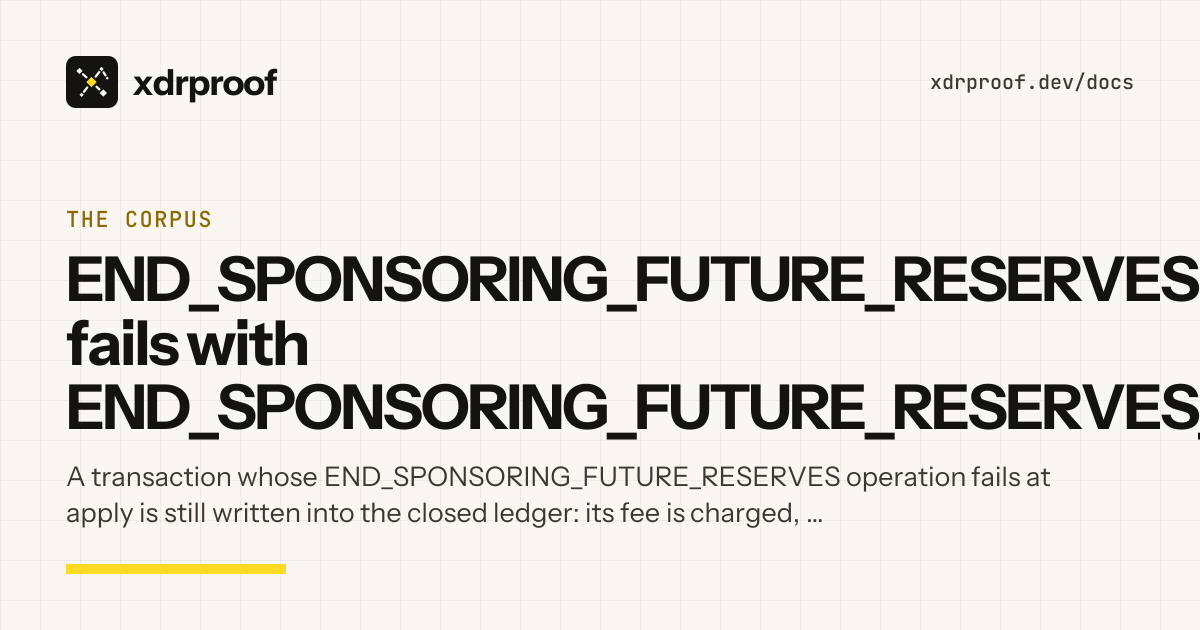 xdrproof
xdrproof.dev/docs
THE CORPUS
END_SPONSORING_FUTURE_RESERVES
fails with
END_SPONSORING_FUTURE_RESERVES_
A transaction whose END_SPONSORING_FUTURE_RESERVES operation fails at
apply is still written into the closed ledger: its fee is charged, ...